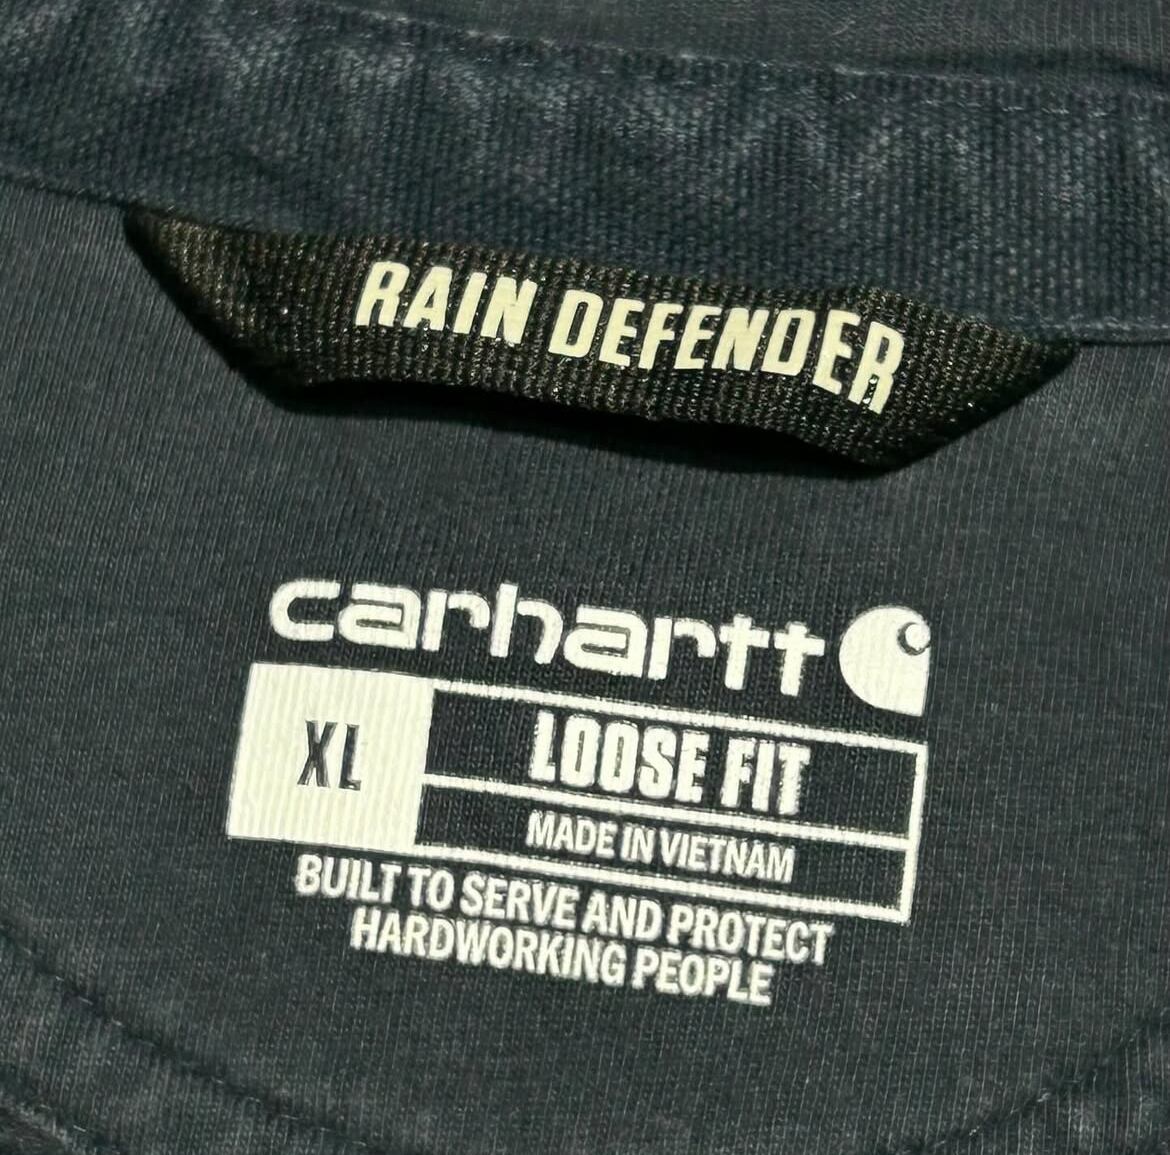 RAIN DEFENDER
carhartt
XL
LOOSE FIT
MADE IN VIETNAM
BUILT TO SERVE AND PROTECT
HARDWORKING PEOPLE